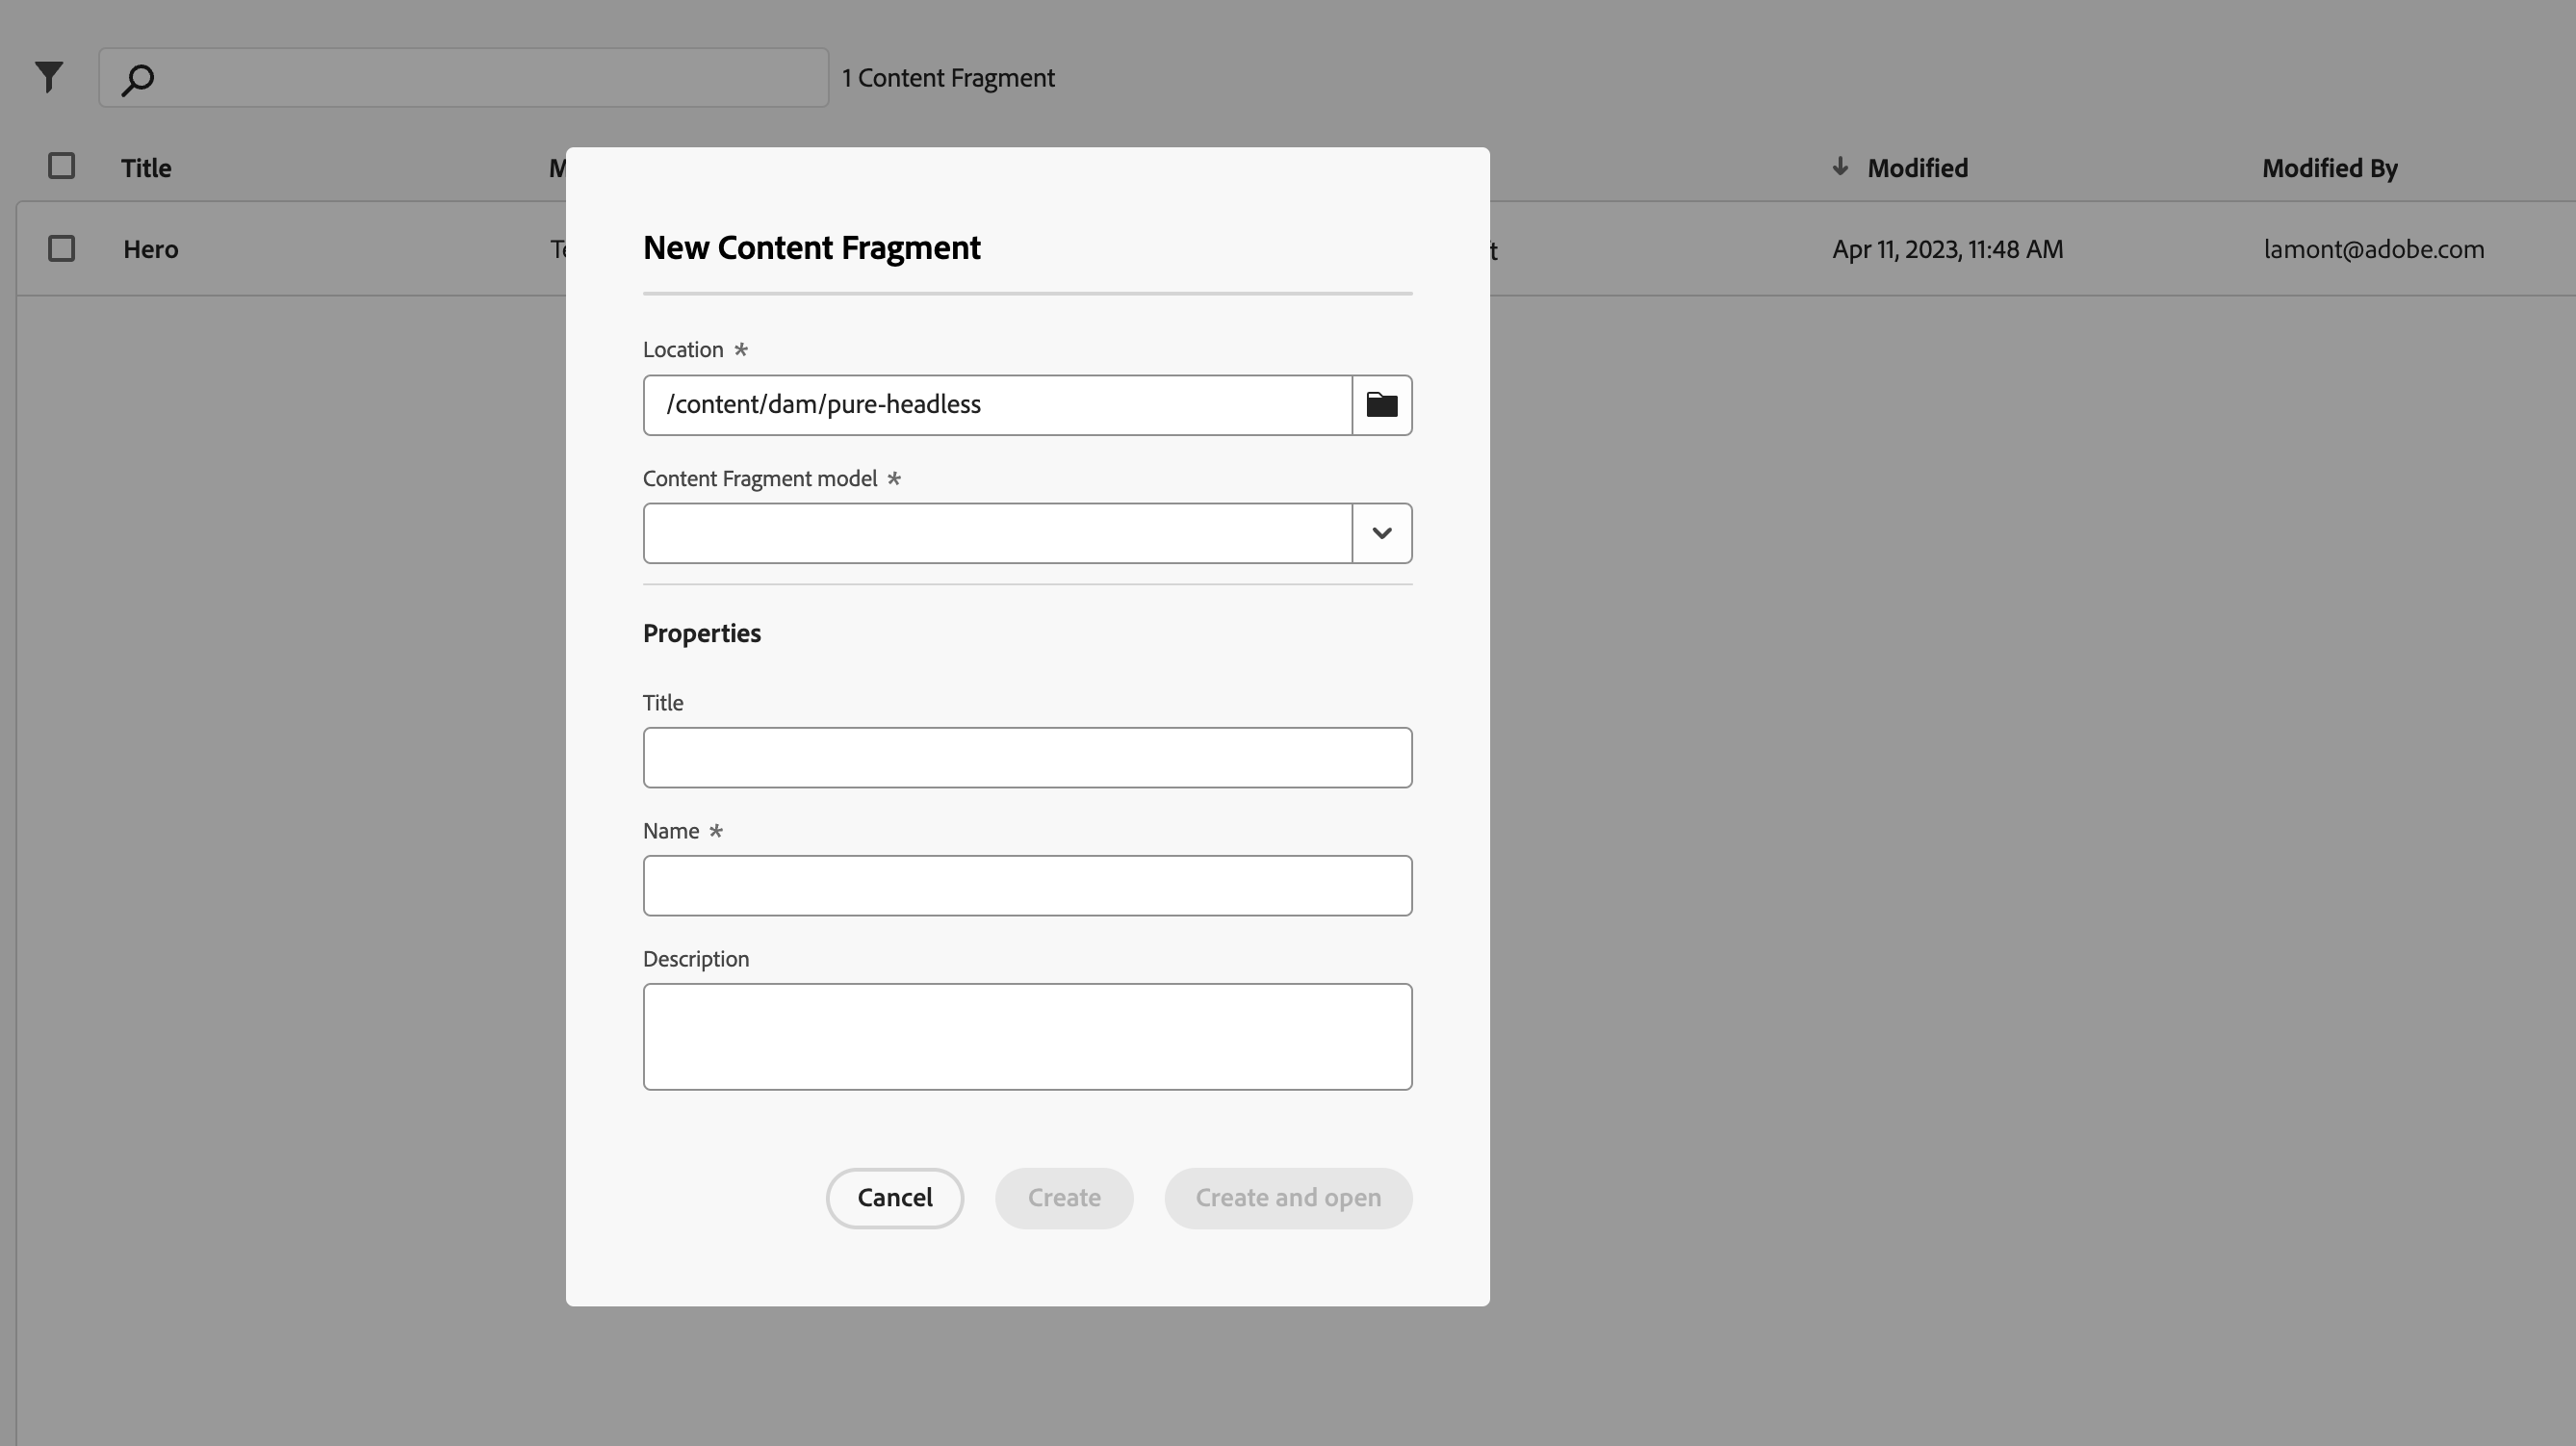 1 Content Fragment
Title Modified Modified By
Hero Apr 11, 2023, 11:48 AM lamont@adobe.com
New Content Fragment
Location *
/content/dam/pure-headless
Content Fragment model *
Properties
Title
Name *
Description
Cancel Create Create and open